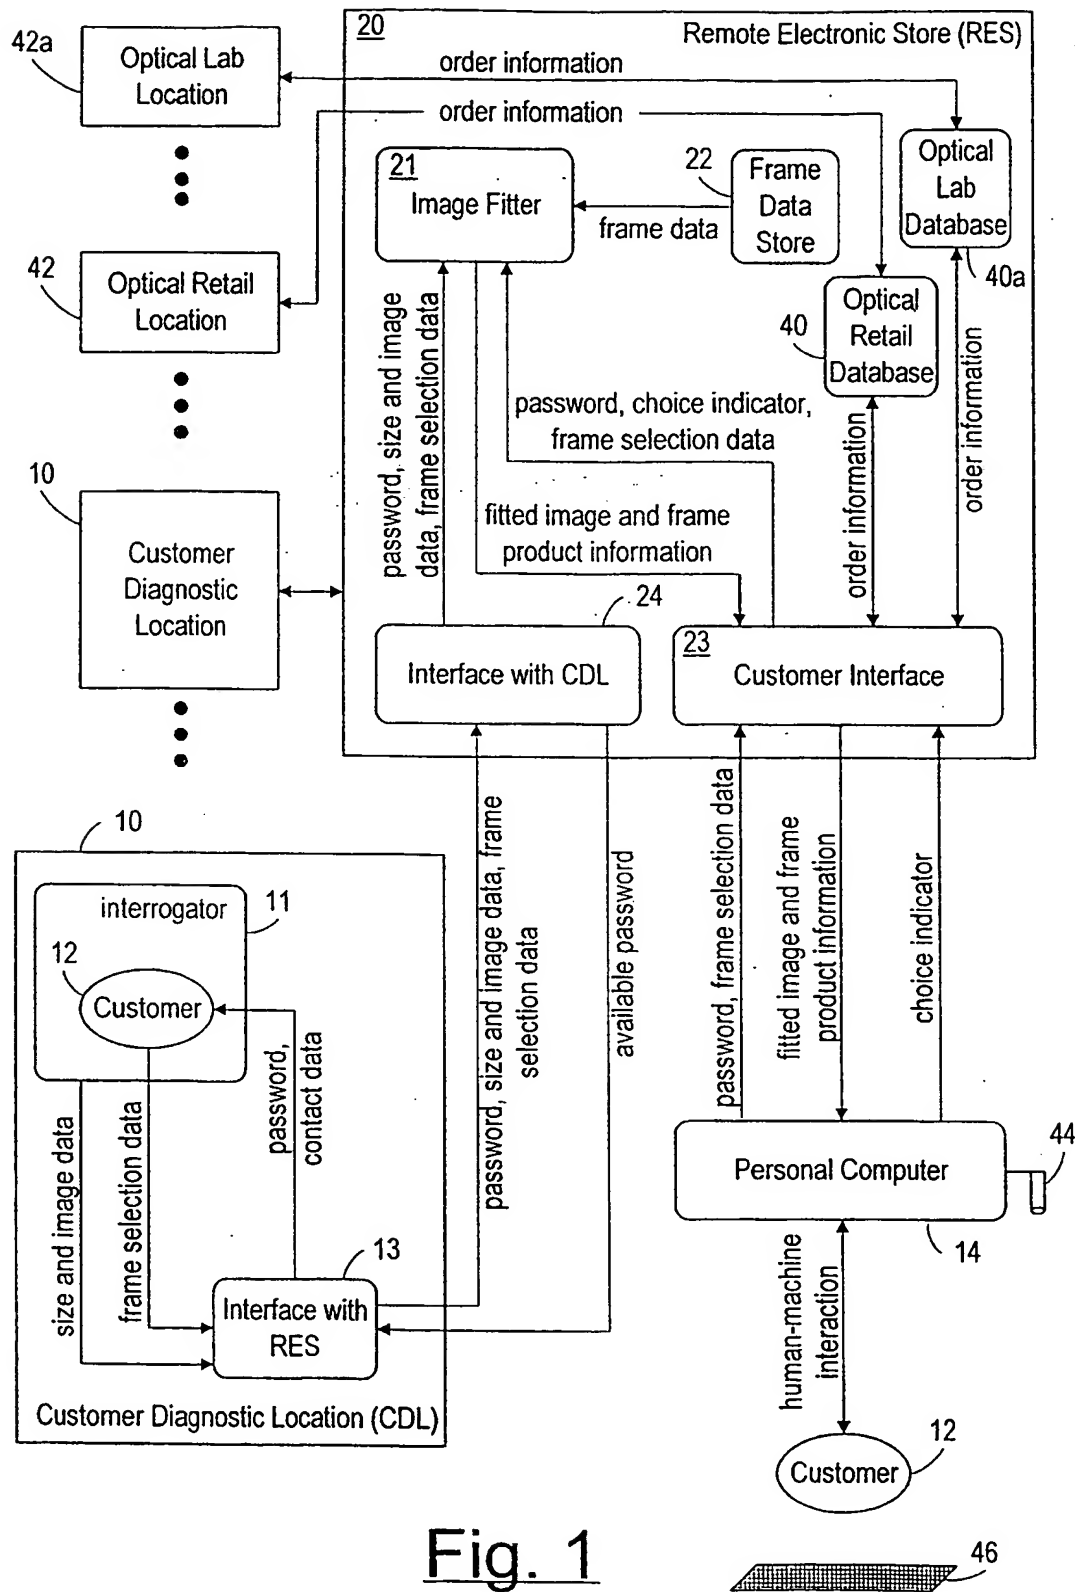 42a
Optical Lab
Location
20
Remote Electronic Store (RES)
order information
order information
21
Image Fitter
22
Frame
Data
Store
frame data
Optical
Lab
Database
40a
42
Optical Retail
Location
40
Optical
Retail
Database
password, size and image
data, frame selection data
password, choice indicator,
frame selection data
order information
order information
10
Customer
Diagnostic
Location
fitted image and frame
product information
24
Interface with CDL
23
Customer Interface
10
interrogator
11
12
Customer
password,
contact data
size and image data
frame selection data
13
Interface with
RES
Customer Diagnostic Location (CDL)
password, size and image data, frame
selection data
available password
password, frame selection data
fitted image and frame
product information
choice indicator
Personal Computer
44
14
human-machine
interaction
Customer
12
Fig. 1
46